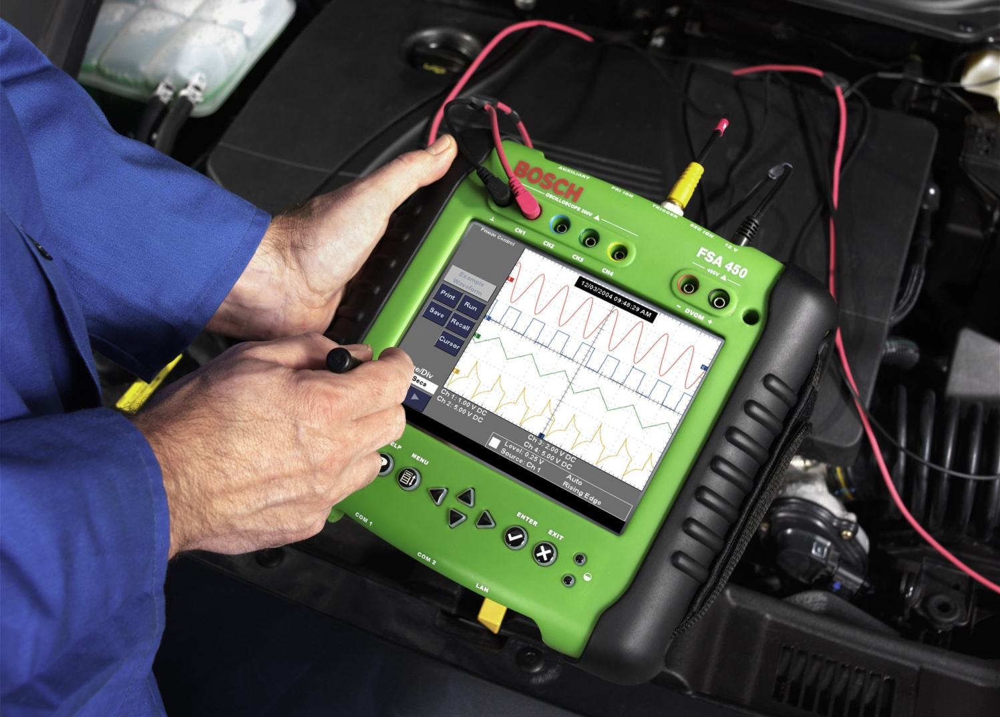 BOSCH
AUXILIARY
PRI IGN
TRIGGER
SEC IGN
12 V
OSCILLOSCOPE 200V
FSA 450
400V
CH1
CH2
CH3
CH4
- DVOM +
Freeze Control
12/03/2004 09:48:29 AM
Example
Waveform
Print
Run
Save
Recall
Cursor
e/Div
Secs
Ch 1: 1.00 V DC
Ch 2: 5.00 V DC
Ch 3: 2.00 V DC
Ch 4: 5.00 V DC
Level: 0.25 V
Source: Ch 1
Auto
Rising Edge
ELP
MENU
ENTER
EXIT
COM 1
COM 2
LAN